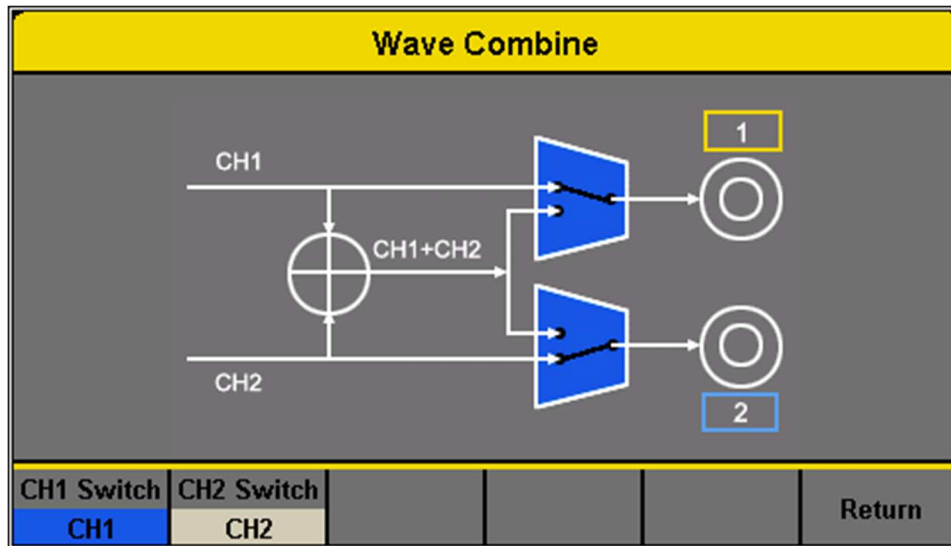 Wave Combine
1
CH1
CH1+CH2
CH2
2
CH1 Switch
CH2 Switch
CH1
CH2
Return